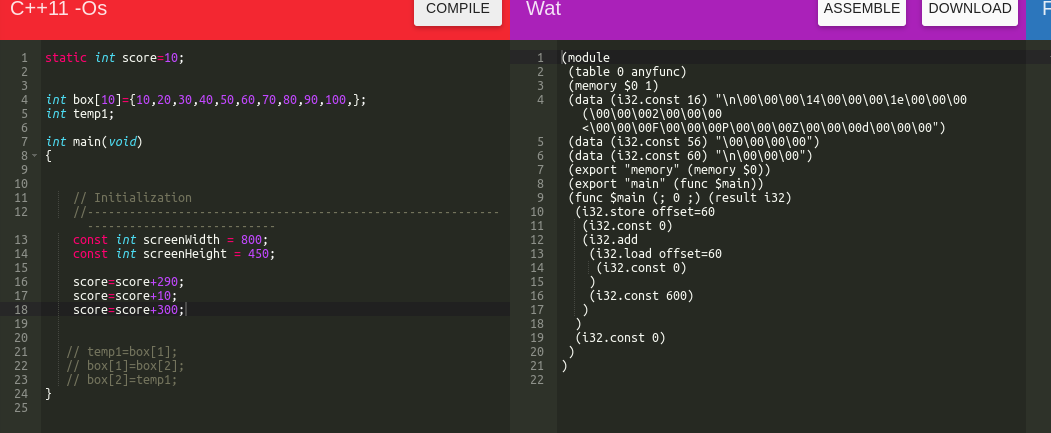 C++11 -Os
COMPILE
1 static int score=10;
2
3
4 int box[10]={10,20,30,40,50,60,70,80,90,100,};
5 int temp1;
6
7 int main(void)
8 {
9
10
11 // Initialization
12 //-----------------------------------------------------------
---------------------------
13 const int screenWidth = 800;
14 const int screenHeight = 450;
15
16 score=score+290;
17 score=score+10;
18 score=score+300;
19
20
21 // temp1=box[1];
22 // box[1]=box[2];
23 // box[2]=temp1;
24 }
25
Wat
ASSEMBLE
DOWNLOAD
1 (module
2 (table 0 anyfunc)
3 (memory $0 1)
4 (data (i32.const 16) "\n\00\00\00\14\00\00\00\1e\00\00\00
(\00\00\002\00\00\00
<\00\00\00F\00\00\00P\00\00\00Z\00\00\00d\00\00\00")
5 (data (i32.const 56) "\00\00\00\00")
6 (data (i32.const 60) "\n\00\00\00")
7 (export "memory" (memory $0))
8 (export "main" (func $main))
9 (func $main (; 0 ;) (result i32)
10 (i32.store offset=60
11 (i32.const 0)
12 (i32.add
13 (i32.load offset=60
14 (i32.const 0)
15 )
16 (i32.const 600)
17 )
18 )
19 (i32.const 0)
20 )
21 )
22